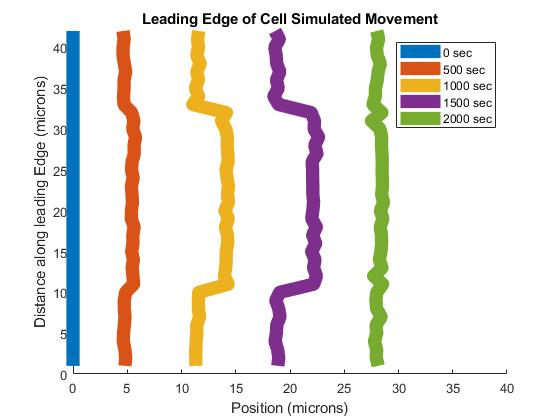 Leading Edge of Cell Simulated Movement
Distance along leading Edge (microns)
40
35
30
25
20
15
10
5
0
0 sec
500 sec
1000 sec
1500 sec
2000 sec
0 5 10 15 20 25 30 35 40
Position (microns)